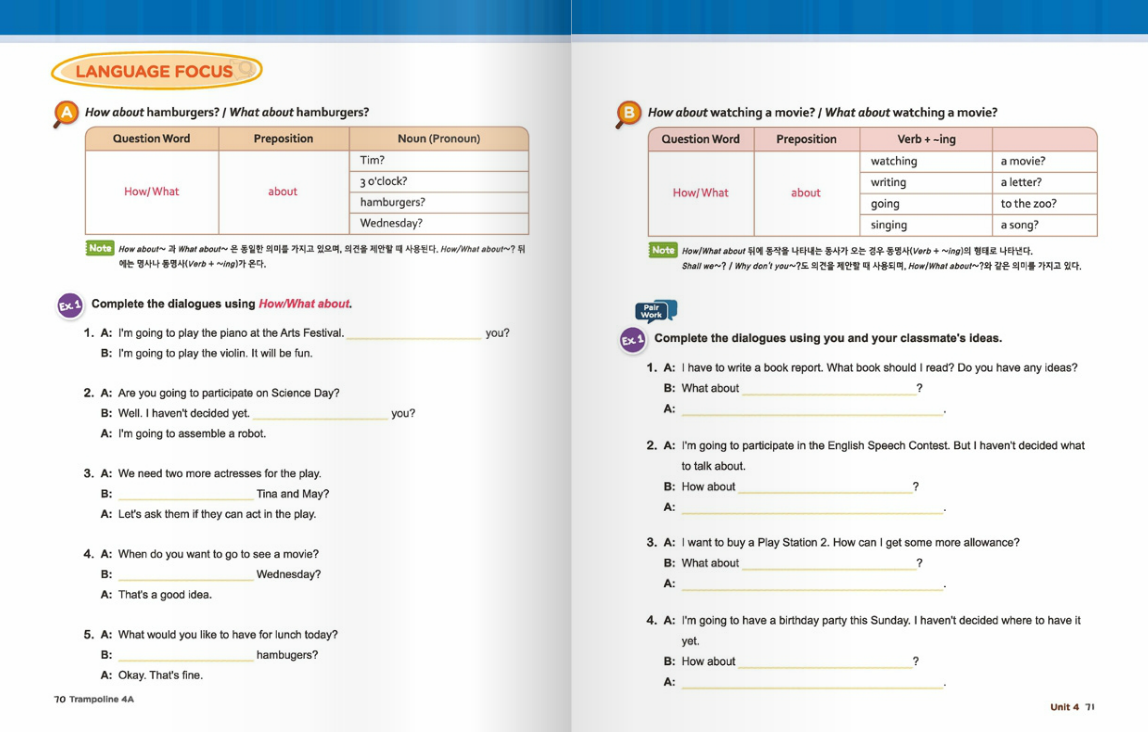 LANGUAGE FOCUS
A How about hamburgers? / What about hamburgers?
Question Word Preposition Noun (Pronoun)
How/What about
Tim?
3 o'clock?
hamburgers?
Wednesday?
Note How about~ 과 What about~ 은 동일한 의미를 가지고 있으며, 의견을 제안할 때 사용된다. How/What about~? 뒤
에는 명사나 동명사(Verb + ~ing)가 온다.
Ex.1 Complete the dialogues using How/What about.
1. A: I'm going to play the piano at the Arts Festival. you?
B: I'm going to play the violin. It will be fun.
2. A: Are you going to participate on Science Day?
B: Well. I haven't decided yet. you?
A: I'm going to assemble a robot.
3. A: We need two more actresses for the play.
B: Tina and May?
A: Let's ask them if they can act in the play.
4. A: When do you want to go to see a movie?
B: Wednesday?
A: That's a good idea.
5. A: What would you like to have for lunch today?
B: hambugers?
A: Okay. That's fine.
70 Trampoline 4A
B How about watching a movie? / What about watching a movie?
Question Word Preposition Verb + ~ing
How/What about
watching a movie?
writing a letter?
going to the zoo?
singing a song?
Note How/What about 뒤에 동작을 나타내는 동사가 오는 경우 동명사(Verb + ~ing)의 형태로 나타낸다.
Shall we~? / Why don't you~?도 의견을 제안할 때 사용되며, How/What about~?와 같은 의미를 가지고 있다.
Pair
Work
Ex.1 Complete the dialogues using you and your classmate's ideas.
1. A: I have to write a book report. What book should I read? Do you have any ideas?
B: What about ?
A: .
2. A: I'm going to participate in the English Speech Contest. But I haven't decided what
to talk about.
B: How about ?
A: .
3. A: I want to buy a Play Station 2. How can I get some more allowance?
B: What about ?
A: .
4. A: I'm going to have a birthday party this Sunday. I haven't decided where to have it
yet.
B: How about ?
A: .
Unit 4 71